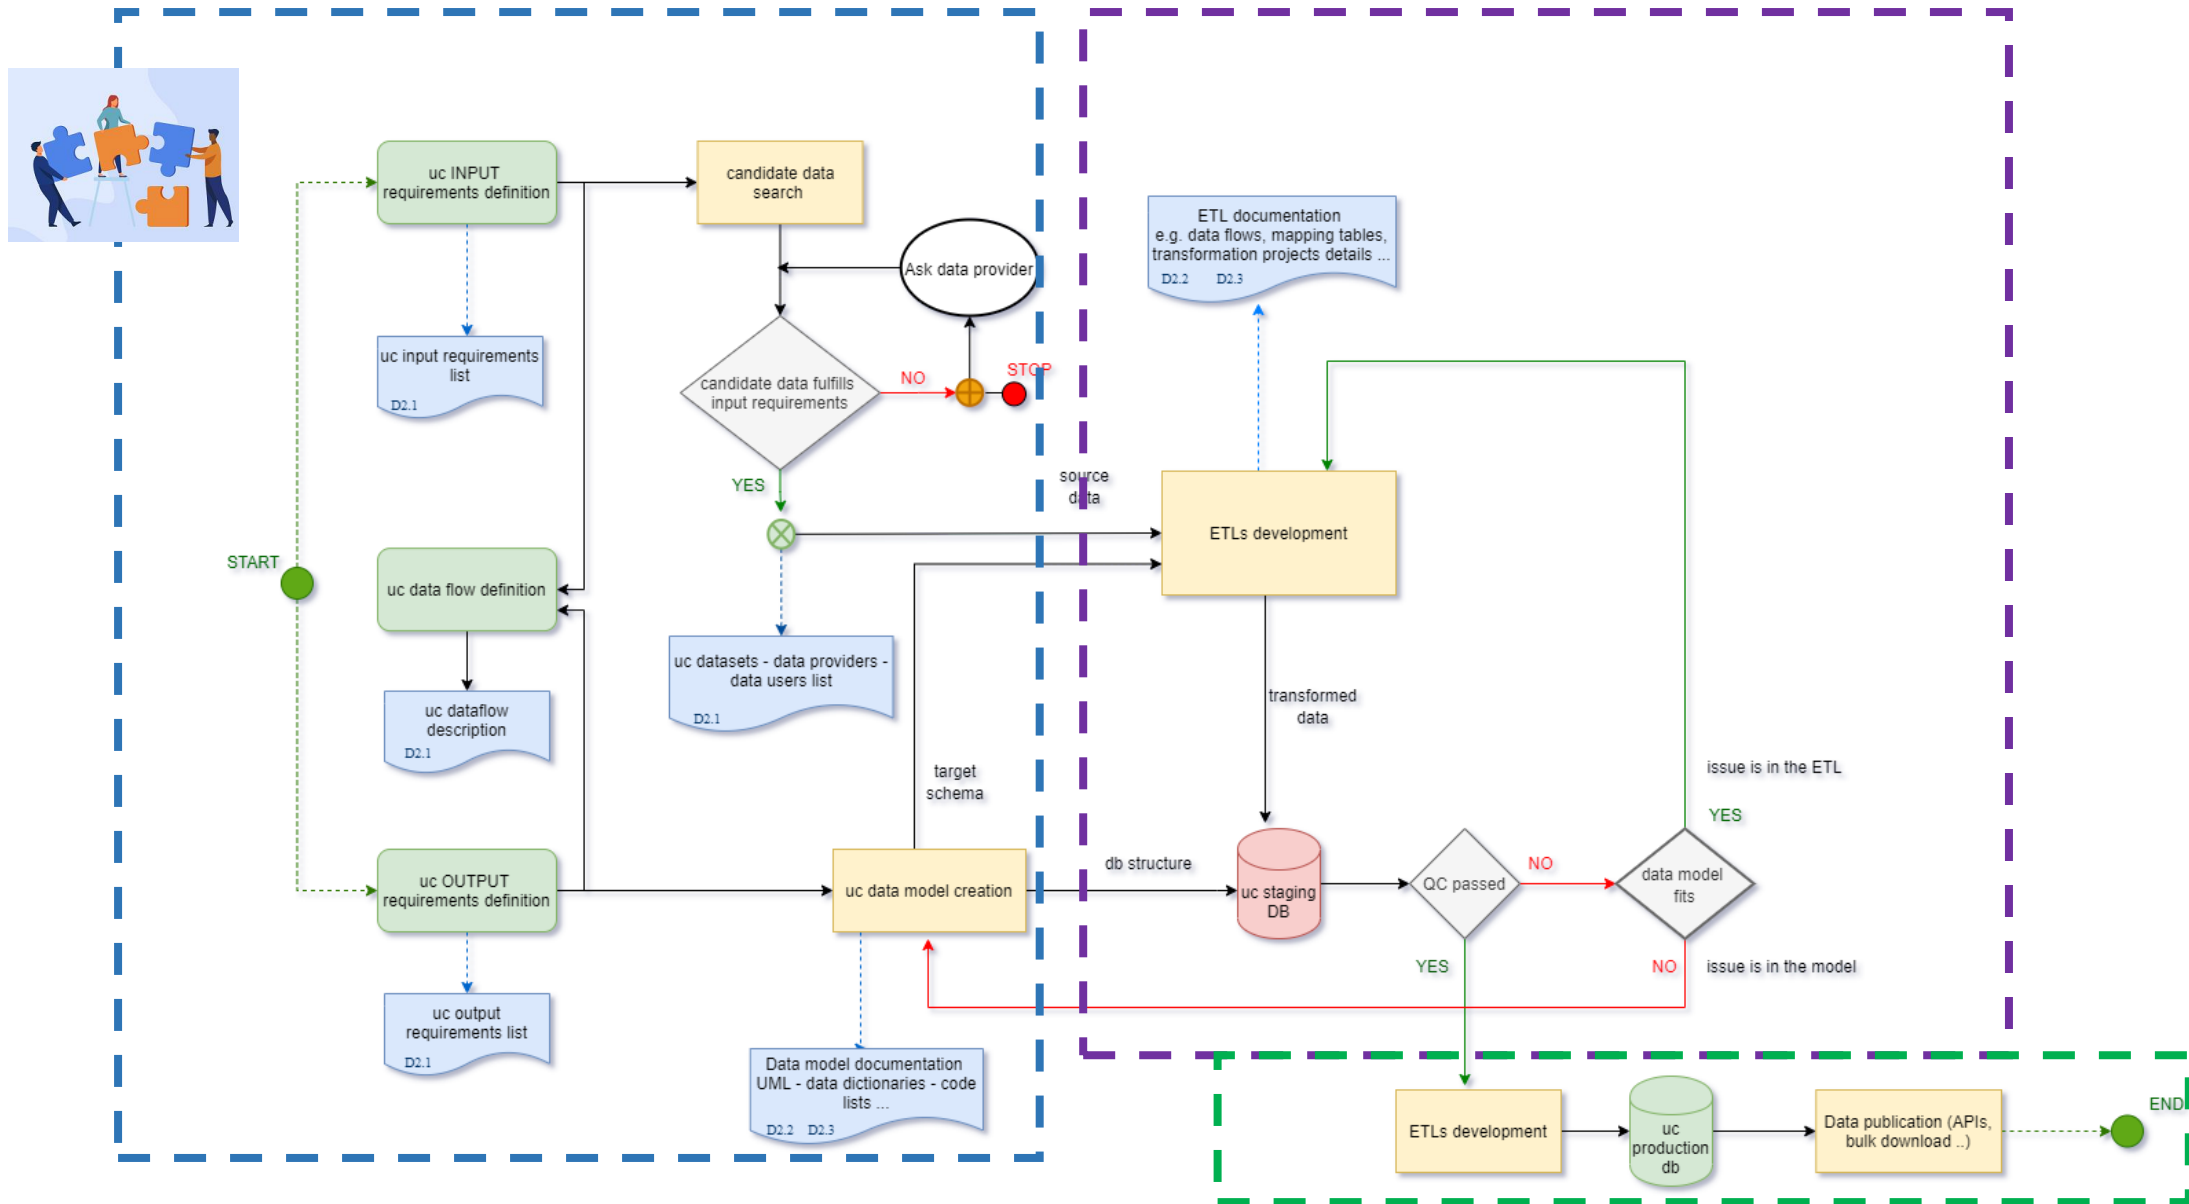 uc INPUT
requirements definition
candidate data
search
Ask data provider
uc input requirements
list
D2.1
candidate data fulfills
input requirements
NO
STOP
YES
source
data
START
uc data flow definition
uc dataflow
description
D2.1
uc datasets - data providers -
data users list
D2.1
target
schema
uc OUTPUT
requirements definition
uc data model creation
uc output
requirements list
D2.1
Data model documentation
UML - data dictionaries - code
lists ...
D2.2 D2.3
ETL documentation
e.g. data flows, mapping tables,
transformation projects details ...
D2.2 D2.3
ETLs development
transformed
data
db structure
uc staging
DB
QC passed
NO
data model
fits
issue is in the ETL
YES
YES
NO
issue is in the model
ETLs development
uc
production
db
Data publication (APIs,
bulk download ..)
END